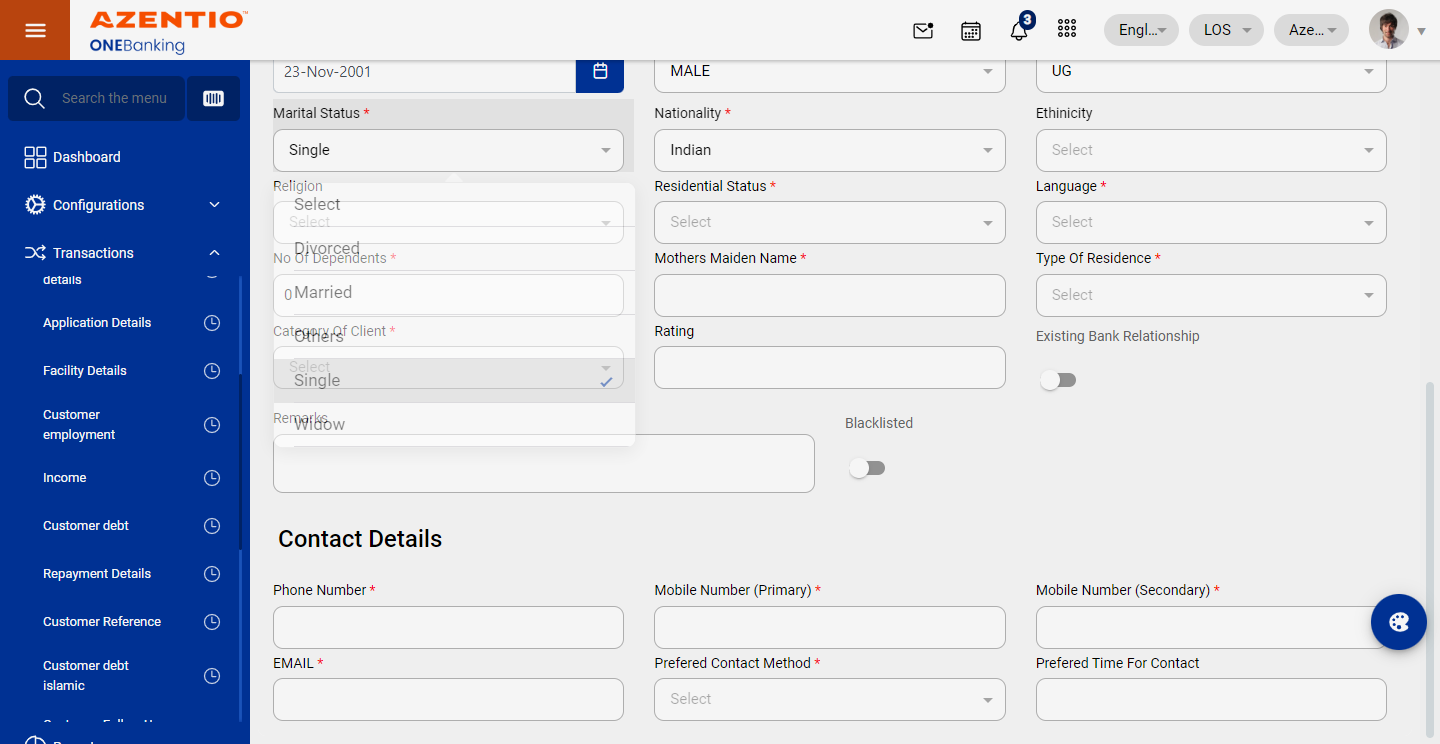 AZENTIO™
ONEBanking
3
Engl...
LOS
Aze...
Search the menu
Dashboard
Configurations
Transactions
details
Application Details
Facility Details
Customer
employment
Income
Customer debt
Repayment Details
Customer Reference
Customer debt
islamic
23-Nov-2001
MALE
UG
Marital Status *
Nationality *
Ethinicity
Single
Indian
Select
Religion
Residential Status *
Language *
Select
Select
Select
Select
Divorced
No Of Dependents *
Mothers Maiden Name *
Type Of Residence *
0
Married
Select
Category Of Client *
Others
Rating
Existing Bank Relationship
Select
Single
Remarks
Widow
Blacklisted
Contact Details
Phone Number *
Mobile Number (Primary) *
Mobile Number (Secondary) *
EMAIL *
Prefered Contact Method *
Prefered Time For Contact
Select